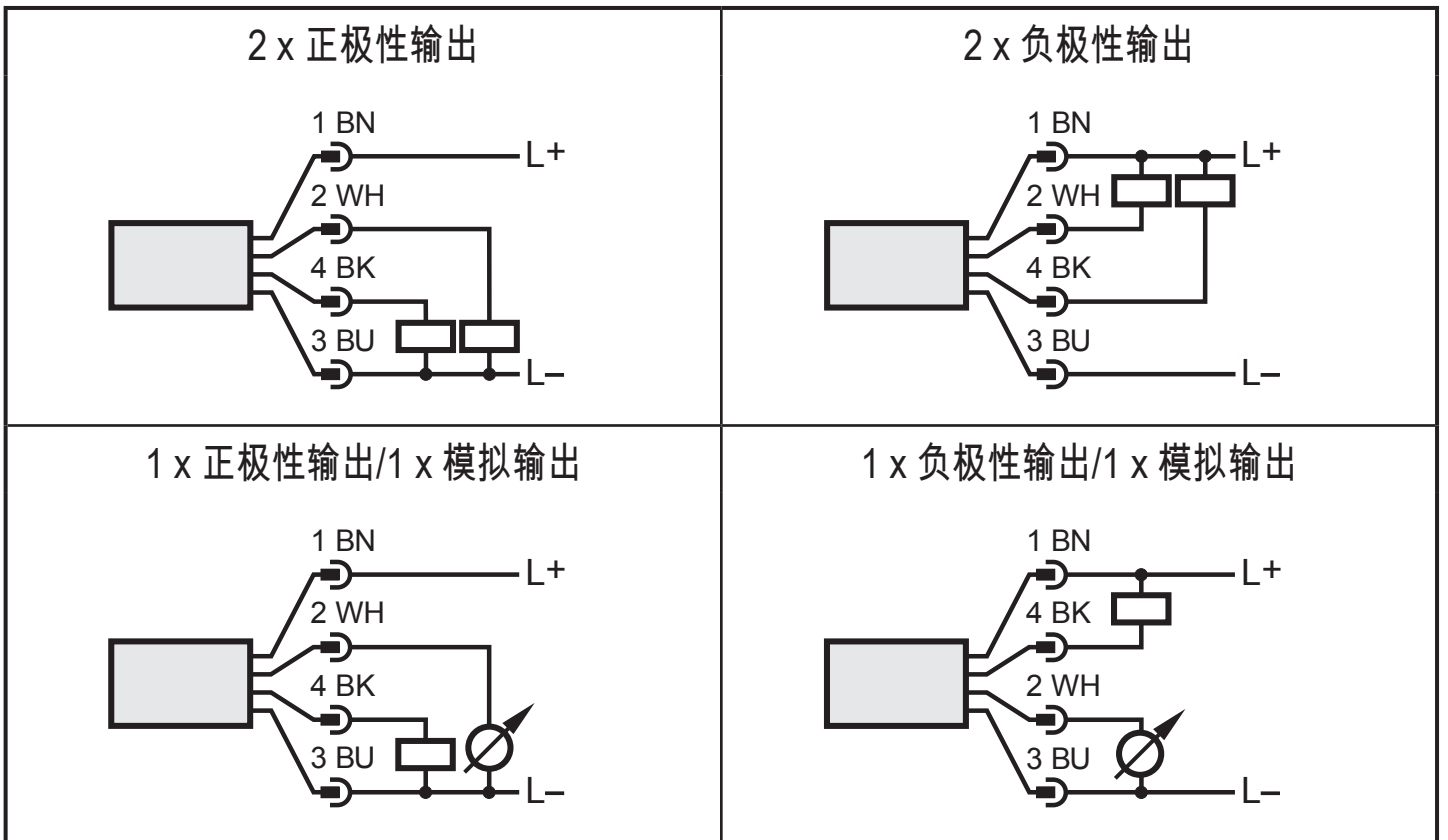 2 x 正极性输出
1 BN
L+
2 WH
4 BK
3 BU
L–
2 x 负极性输出
1 BN
L+
2 WH
4 BK
3 BU
L–
1 x 正极性输出/1 x 模拟输出
1 BN
L+
2 WH
4 BK
3 BU
L–
1 x 负极性输出/1 x 模拟输出
1 BN
L+
4 BK
2 WH
3 BU
L–